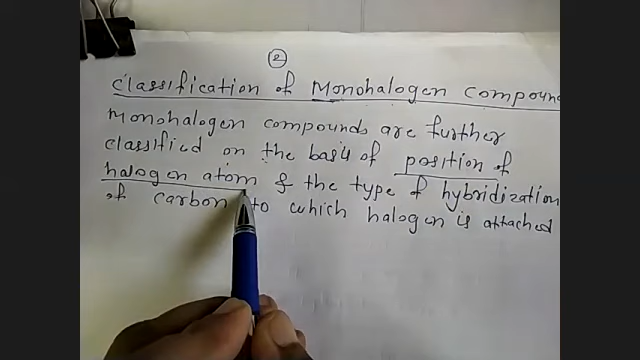 2
Classification of Monohalogen Compound
Monohalogen compounds are further
classified on the basis of position of
halogen atom & the type of hybridization
of carbon to which halogen is attached